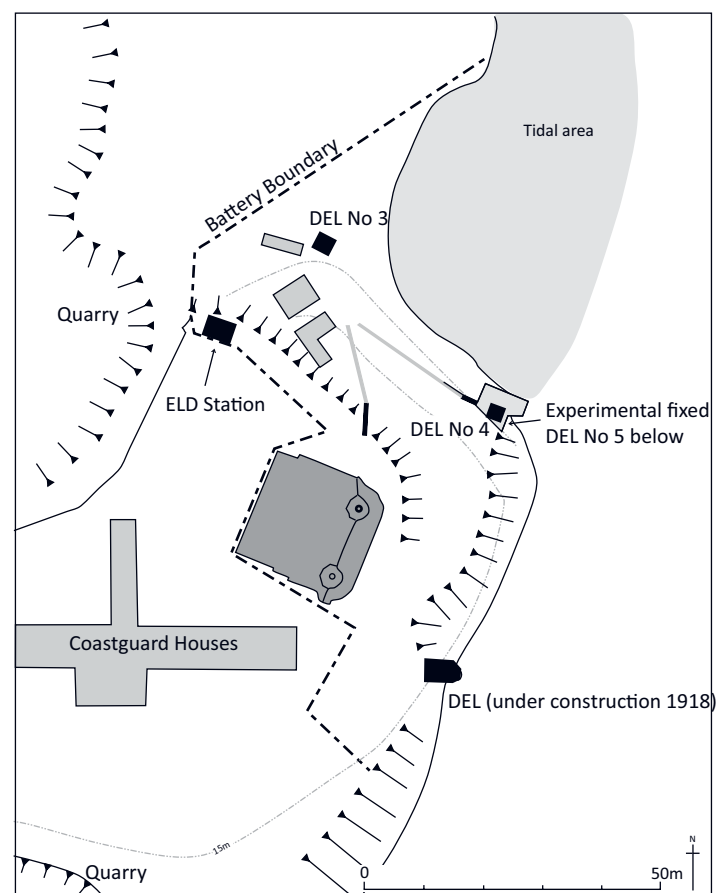 Tidal area
Battery Boundary
DEL No 3
Quarry
ELD Station
Experimental fixed
DEL No 5 below
DEL No 4
Coastguard Houses
DEL (under construction 1918)
15m
Quarry
N
0
50m